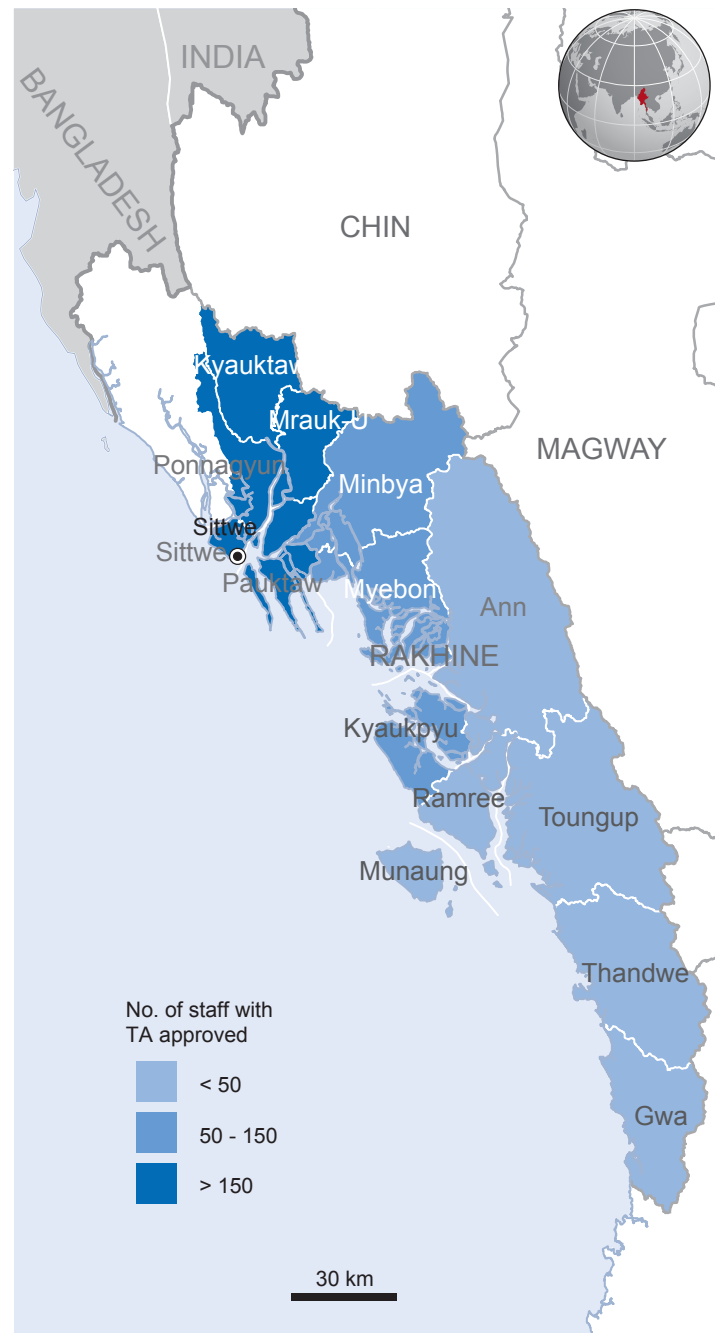 INDIA
BANGLADESH
CHIN
Kyauktaw
Mrauk-U
MAGWAY
Ponnagyun
Minbya
Sittwe
Sittwe
Pauktaw
Myebon
Ann
RAKHINE
Kyaukpyu
Ramree
Toungup
Munaung
Thandwe
No. of staff with
TA approved
< 50
50 - 150
> 150
Gwa
30 km